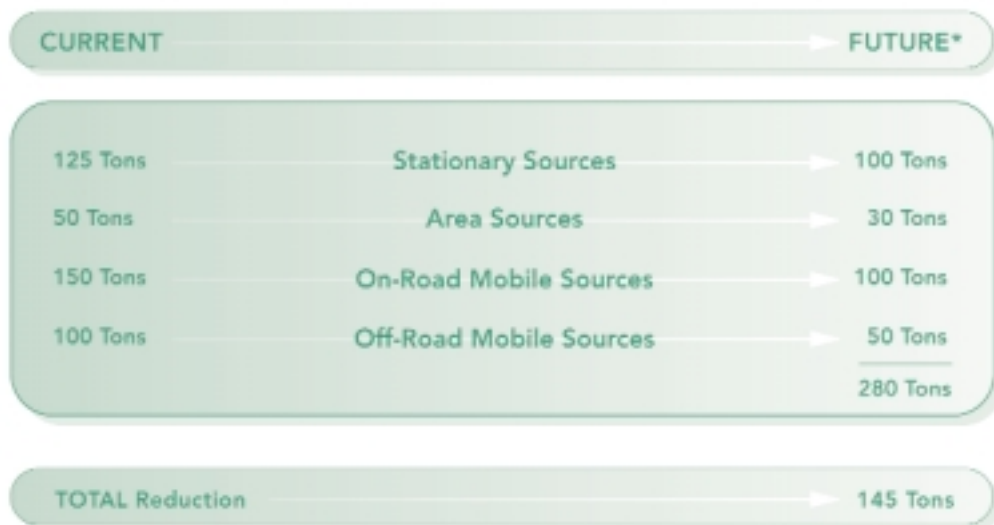 CURRENT FUTURE*
125 Tons Stationary Sources 100 Tons
50 Tons Area Sources 30 Tons
150 Tons On-Road Mobile Sources 100 Tons
100 Tons Off-Road Mobile Sources 50 Tons
280 Tons
TOTAL Reduction 145 Tons